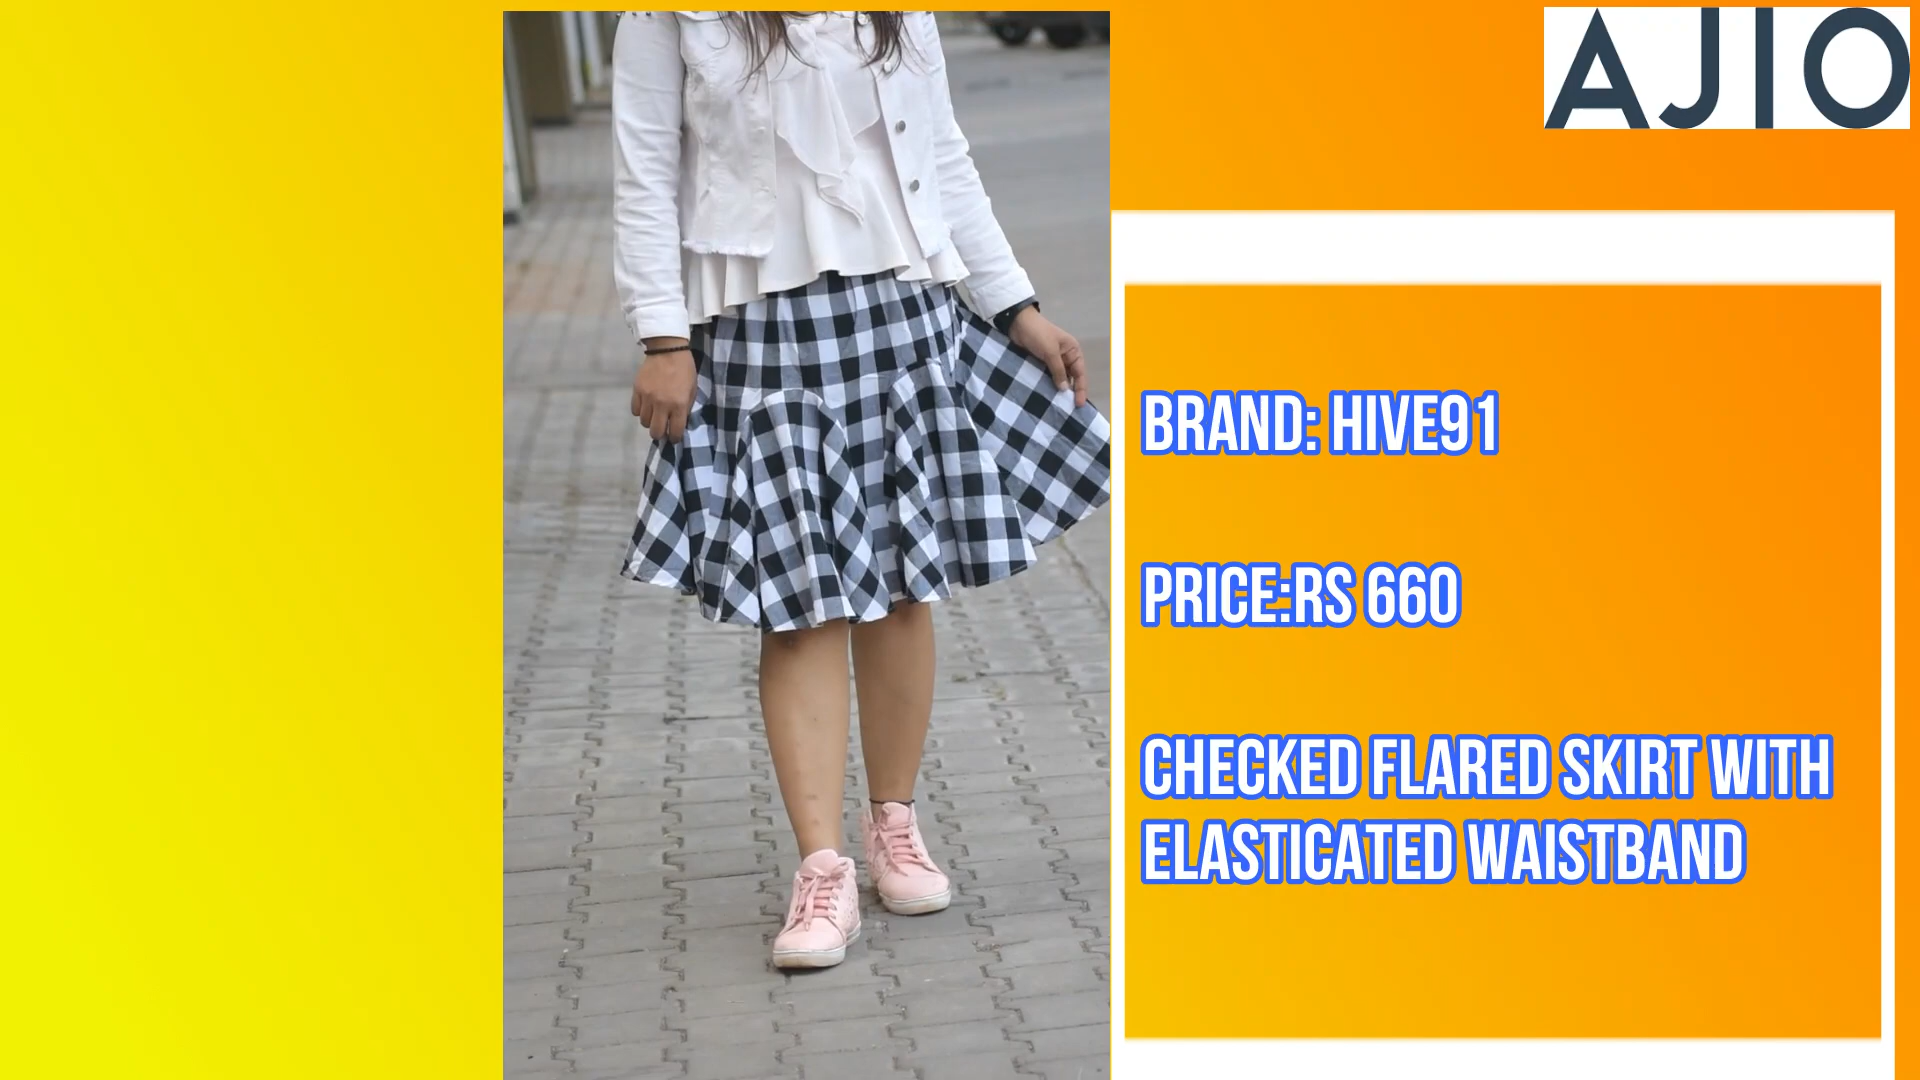 AJIO
BRAND: HIVE91
PRICE:RS 660
CHECKED FLARED SKIRT WITH
ELASTICATED WAISTBAND